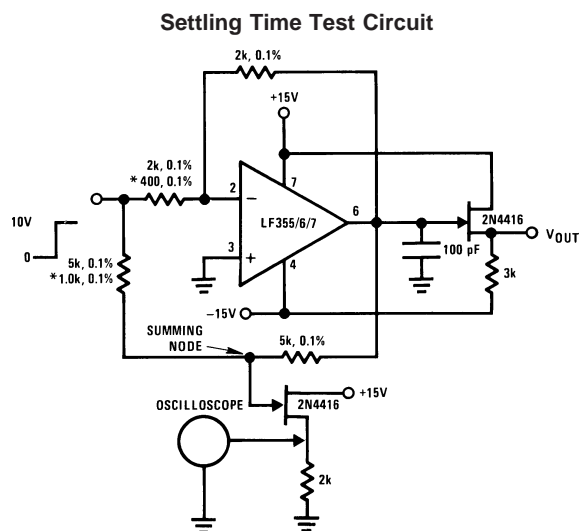 Settling Time Test Circuit
2k, 0.1%
+15V
2k, 0.1%
* 400, 0.1%
2
7
−
LF355/6/7
6
2N4416
VOUT
10V
0
3
+
4
100 pF
3k
5k, 0.1%
*1.0k, 0.1%
−15V
SUMMING
NODE
5k, 0.1%
+15V
2N4416
OSCILLOSCOPE
2k